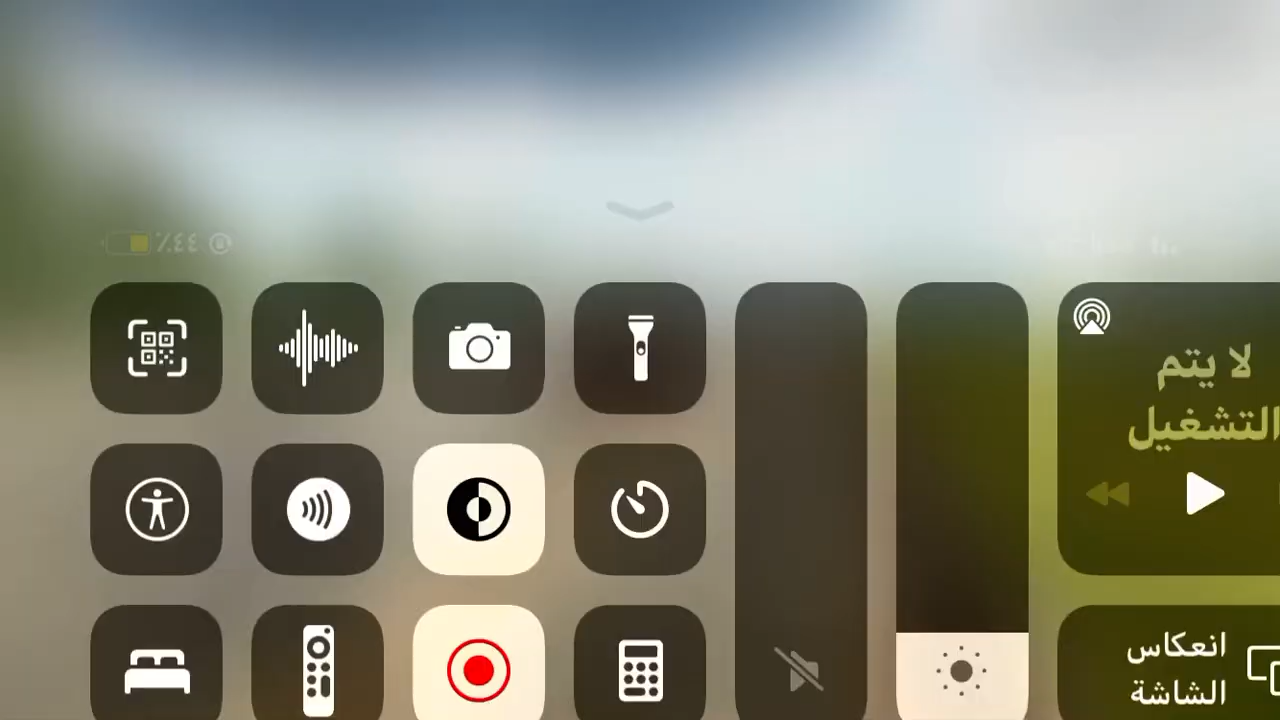 ٪٤٤
لا يتم
التشغيل
انعكاس
الشاشة